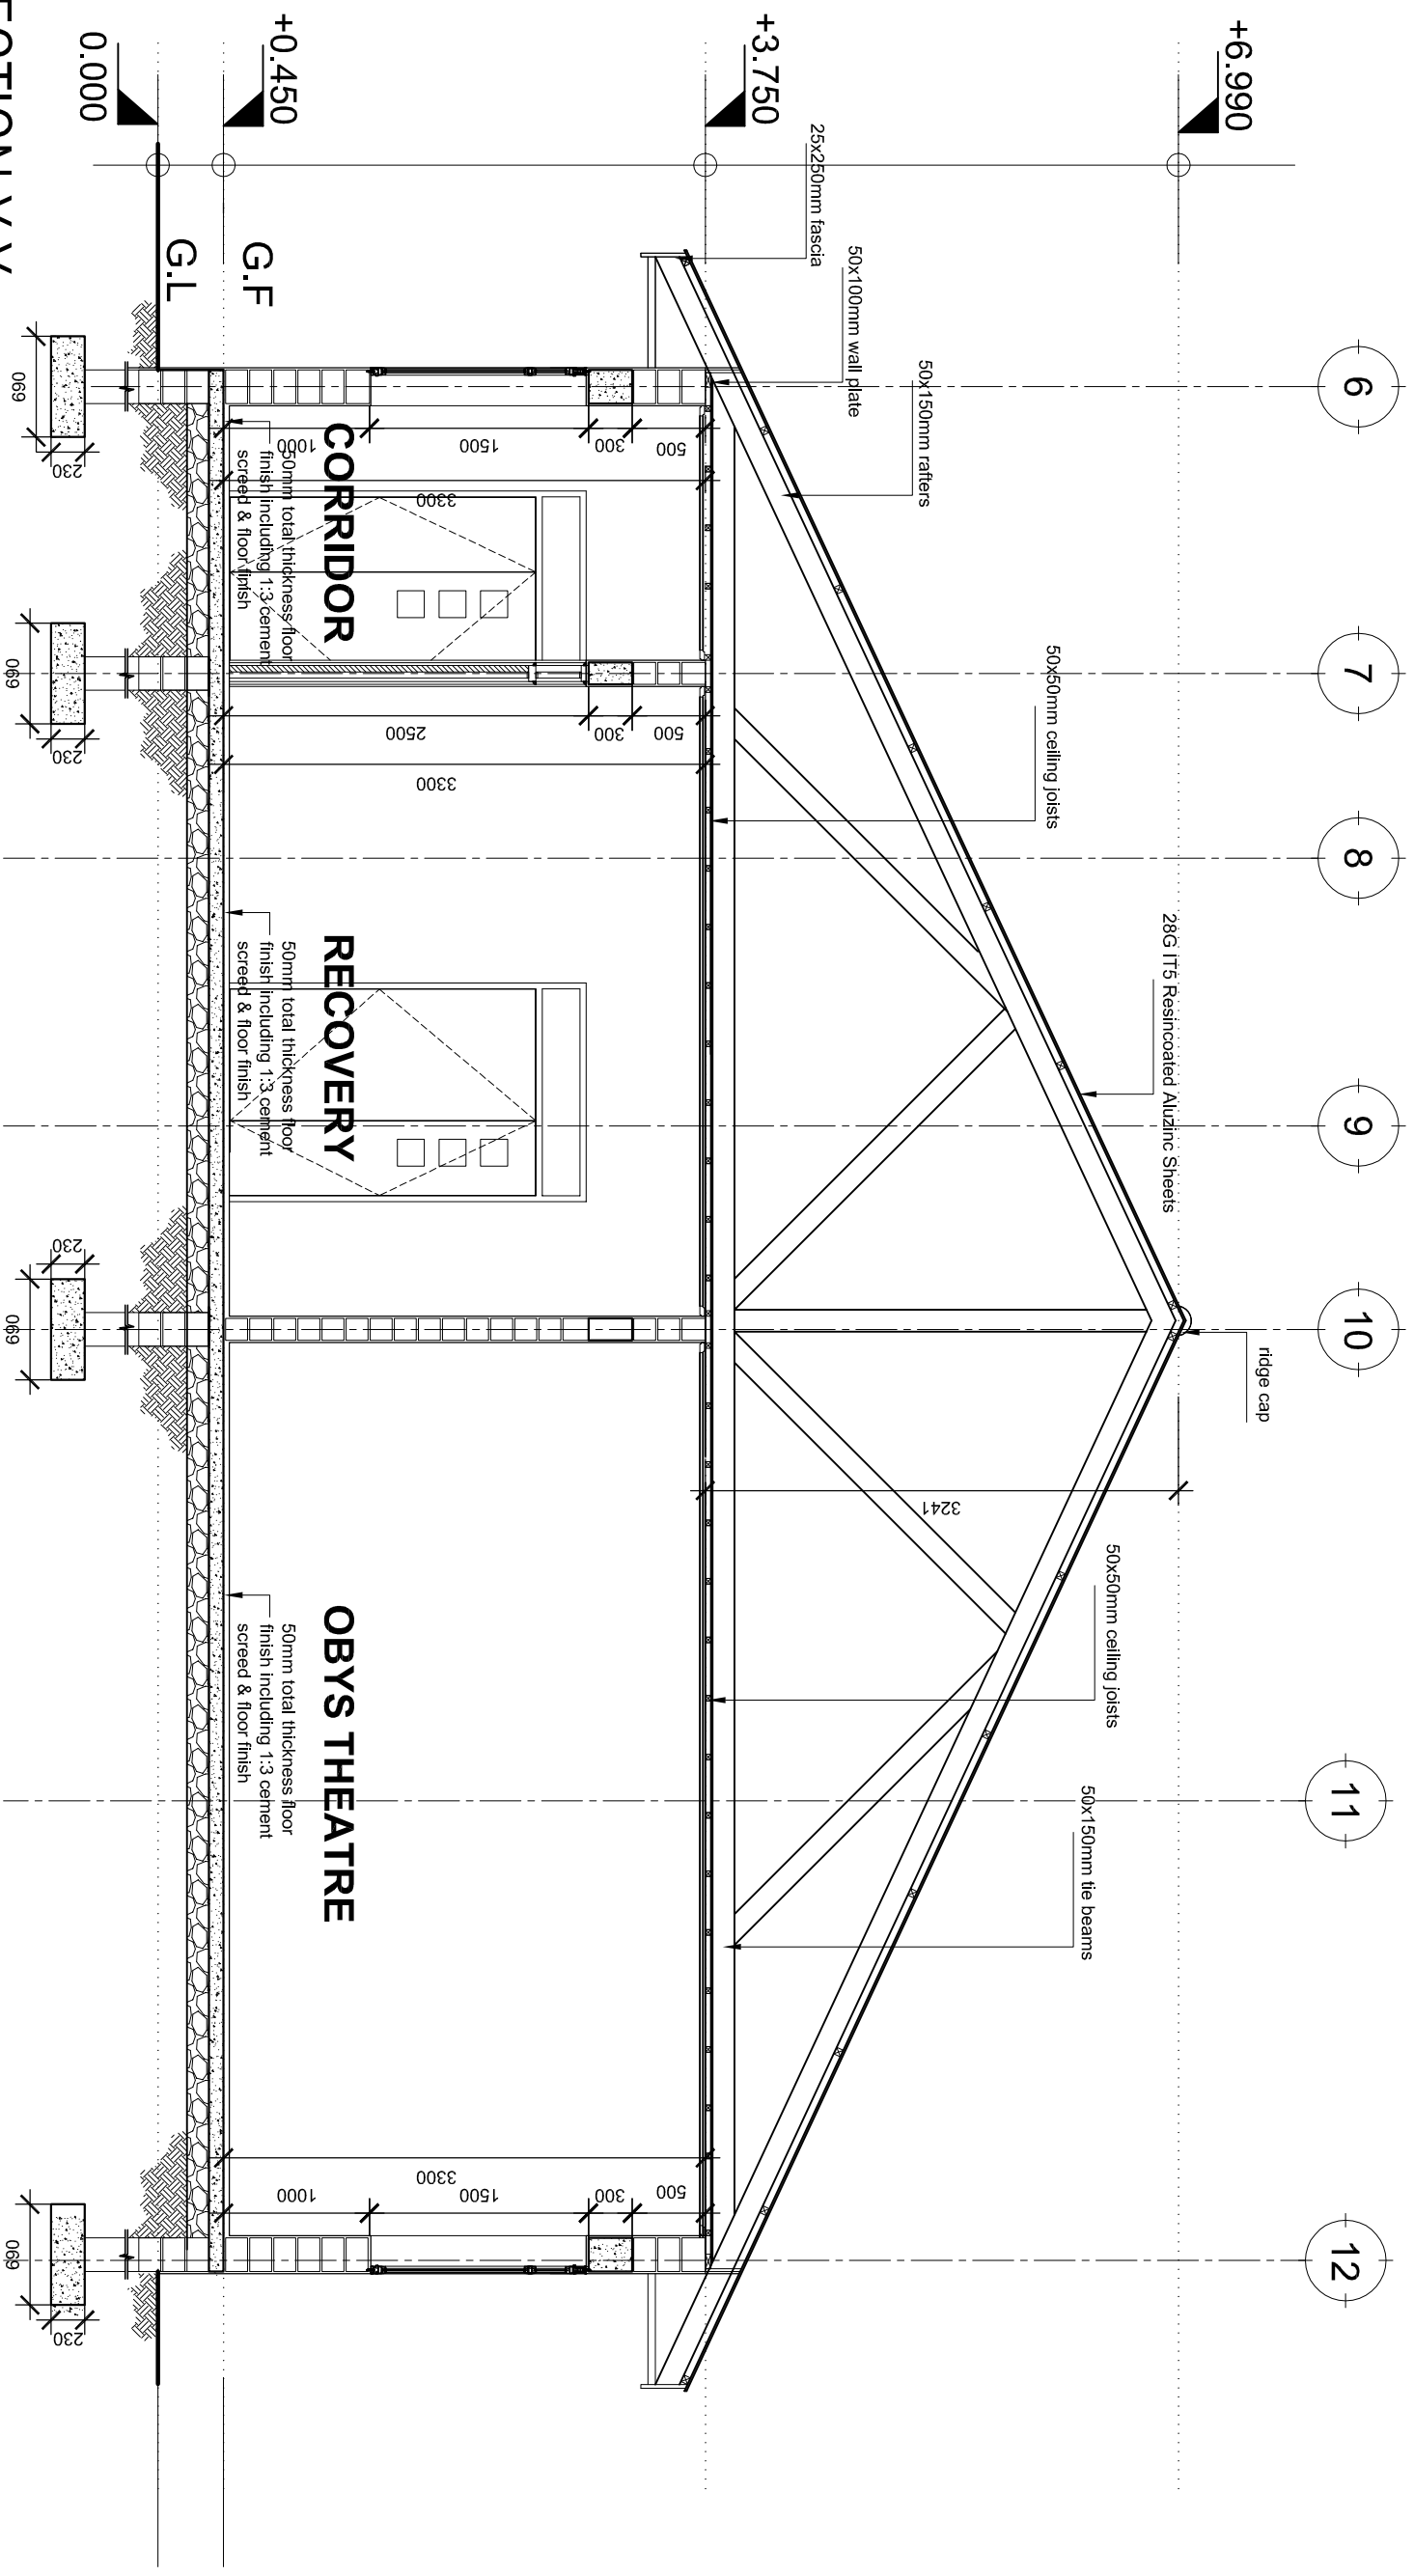 6
7
8
9
10
11
12
+6.990
+3.750
+0.450
0.000
G.F
G.L
ridge cap
28G IT5 Resincoated Aluzinc Sheets
50x50mm ceiling joists
50x50mm ceiling joists
50x150mm tie beams
50x150mm rafters
50x100mm wall plate
25x250mm fascia
3241
500
300
1500
1000
3300
500
300
2500
3300
500
300
1500
1000
3300
CORRIDOR
50mm total thickness floor
finish including 1:3 cement
screed & floor finish
RECOVERY
50mm total thickness floor
finish including 1:3 cement
screed & floor finish
OBYS THEATRE
50mm total thickness floor
finish including 1:3 cement
screed & floor finish
690
230
690
230
230
690
690
230